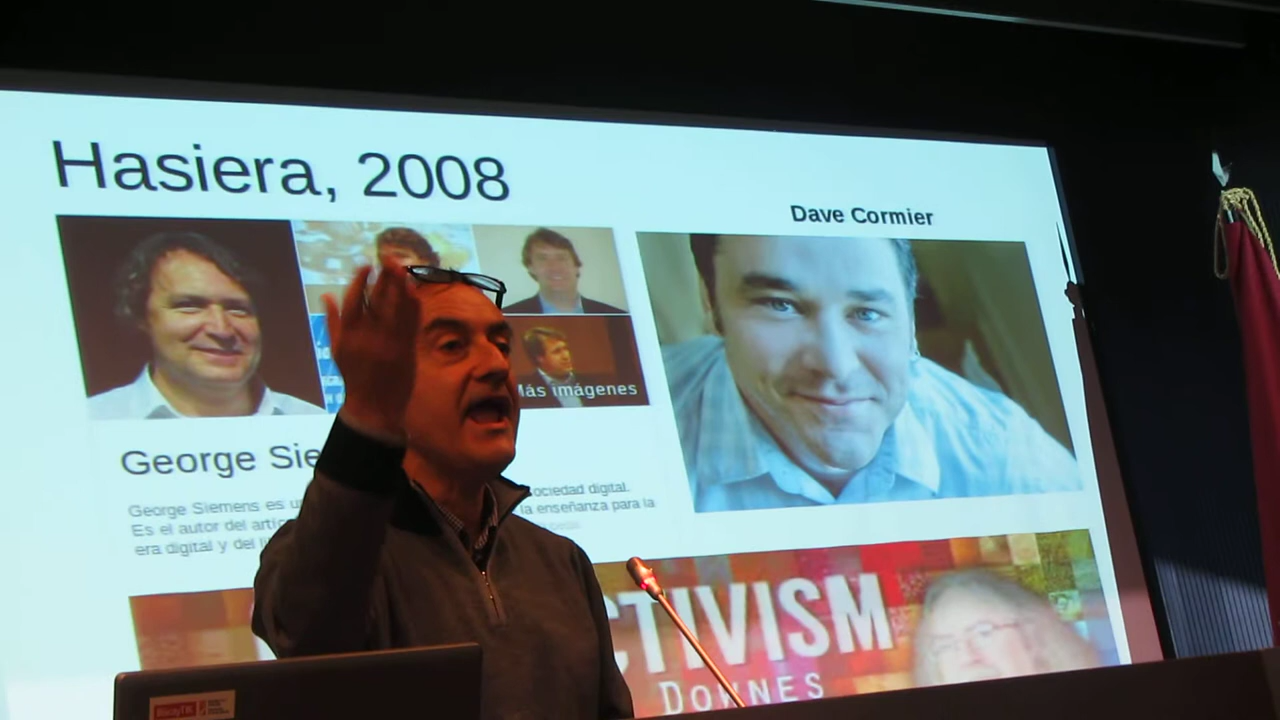 Hasiera, 2008
Dave Cormier
Más imágenes
George Sie
George Siemens es u
ociedad digital.
Es el autor del artíc
la enseñanza para la
era digital y del li
CTIVISM
DOWNES